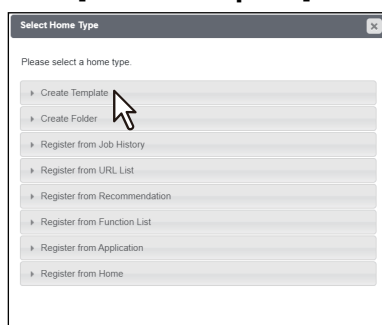 Select Home Type
Please select a home type.
Create Template
Create Folder
Register from Job History
Register from URL List
Register from Recommendation
Register from Function List
Register from Application
Register from Home